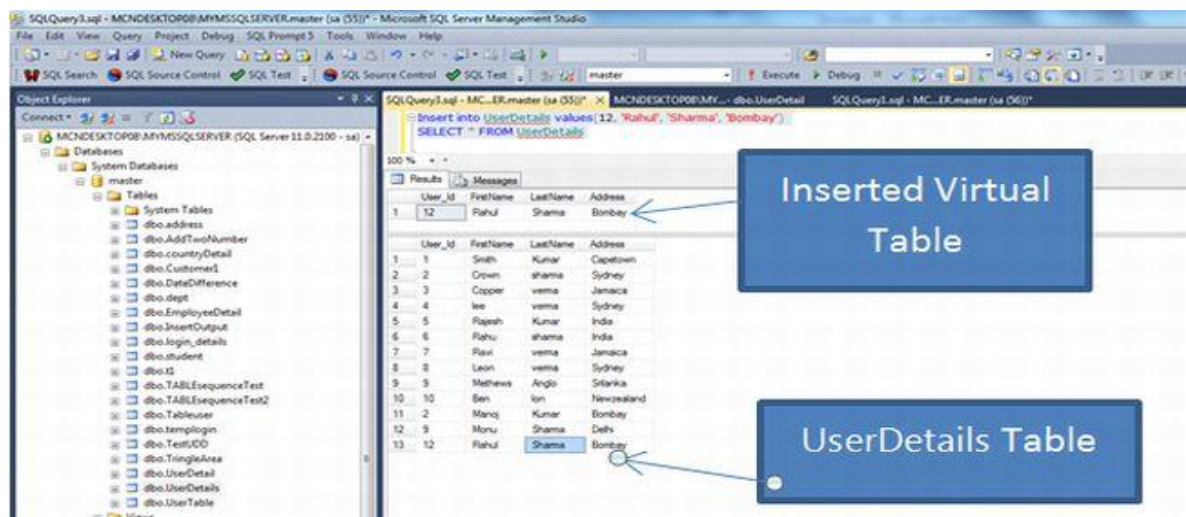 SQLQuery3.sql - MCNDESKTOP08\MYMSSQLSERVER.master (sa (55))* - Microsoft SQL Server Management Studio
File Edit View Query Project Debug SQL Prompt 5 Tools Window Help
New Query
SQL Search SQL Source Control SQL Test SQL Source Control SQL Test master Execute Debug
Object Explorer
Connect
MCNDESKTOP08\MYMSSQLSERVER (SQL Server 11.0.2100 - sa)
Databases
System Databases
master
Tables
System Tables
dbo.address
dbo.AddTwoNumber
dbo.countryDetail
dbo.Customer1
dbo.DateDifference
dbo.dept
dbo.EmployeeDetail
dbo.InsertOutput
dbo.login_details
dbo.student
dbo.t1
dbo.TABLEsequenceTest
dbo.TABLEsequenceTest2
dbo.Tableuser
dbo.templogin
dbo.TestUDD
dbo.TringleArea
dbo.UserDetail
dbo.UserDetails
dbo.UserTable
Views
SQLQuery3.sql - MC...ER.master (sa (55))* MCNDESKTOP08\MY...- dbo.UserDetail SQLQuery1.sql - MC...ER.master (sa (56))*
Insert into UserDetails values(12, 'Rahul', 'Sharma', 'Bombay')
SELECT * FROM UserDetails
100 %
Results Messages
User_Id FirstName LastName Address
1 12 Rahul Sharma Bombay
User_Id FirstName LastName Address
1 1 Smith Kumar Capetown
2 2 Crown sharma Sydney
3 3 Copper verma Jamaica
4 4 lee verma Sydney
5 5 Rajesh Kumar India
6 6 Rahu sharma India
7 7 Ravi verma Jamaica
8 8 Leon verma Sydney
9 9 Methews Anglo Srilanka
10 10 Ben lon Newzealand
11 2 Manoj Kumar Bombay
12 9 Monu Sharma Delhi
13 12 Rahul Sharma Bombay
Inserted Virtual
Table
UserDetails Table